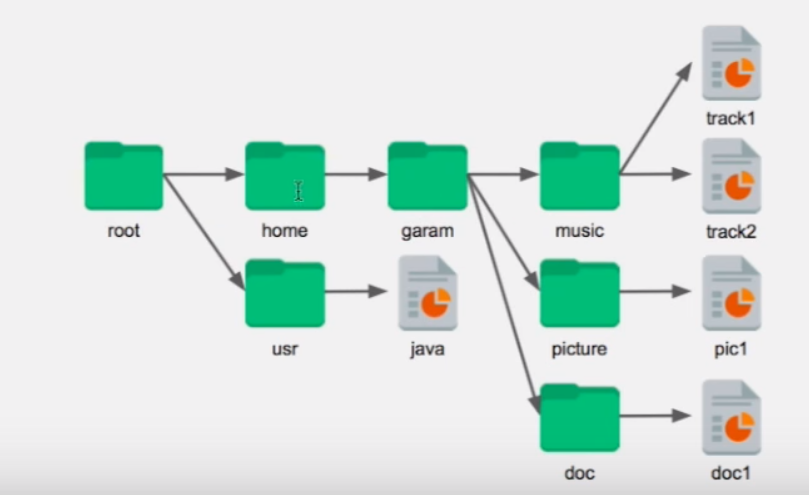 track1
root
home
garam
music
track2
usr
java
picture
pic1
doc
doc1